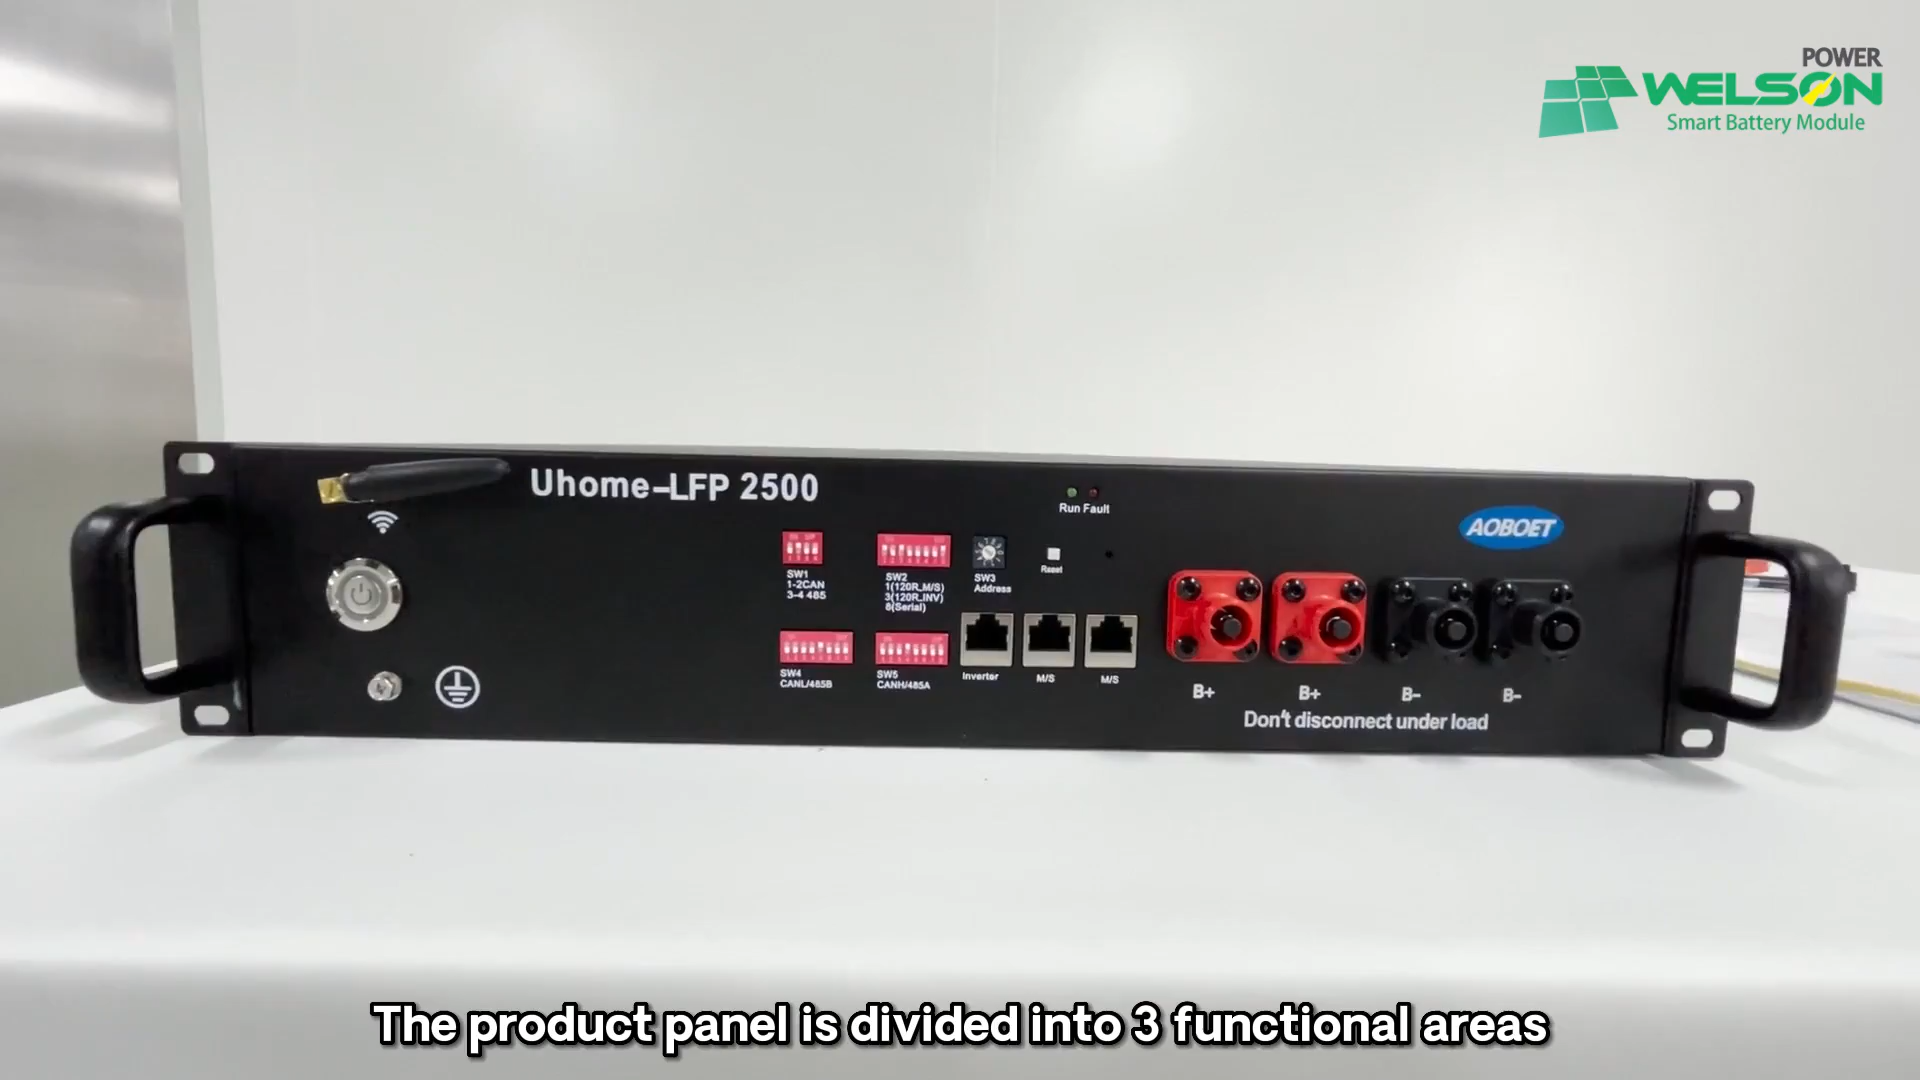 POWER
WELSON
Smart Battery Module
Uhome-LFP 2500
Run Fault
AOBOET
SW1
1-2CAN
3-4 485
SW2
1(120R_M/S)
3(120R_INV)
8(Serial)
SW3
Address
Reset
SW4
CANL/485B
SW5
CANH/485A
Inverter
M/S
M/S
B+
B+
B-
B-
Don't disconnect under load
The product panel is divided into 3 functional areas